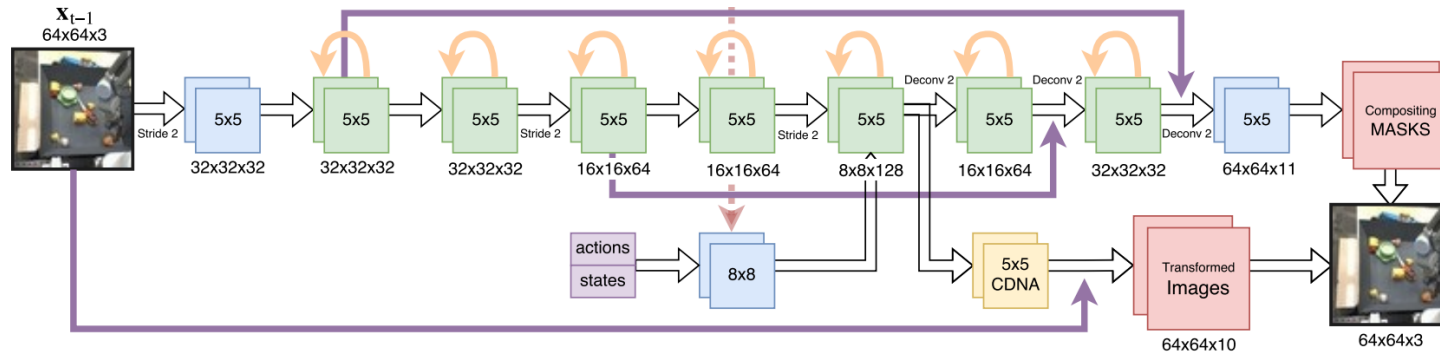 x_{t-1}
64x64x3
Stride 2
5x5
32x32x32
5x5
32x32x32
5x5
32x32x32
Stride 2
5x5
16x16x64
5x5
16x16x64
Stride 2
5x5
8x8x128
Deconv 2
5x5
16x16x64
Deconv 2
5x5
32x32x32
Deconv 2
5x5
64x64x11
Compositing
MASKS
actions
states
8x8
5x5
CDNA
Transformed
Images
64x64x10
64x64x3